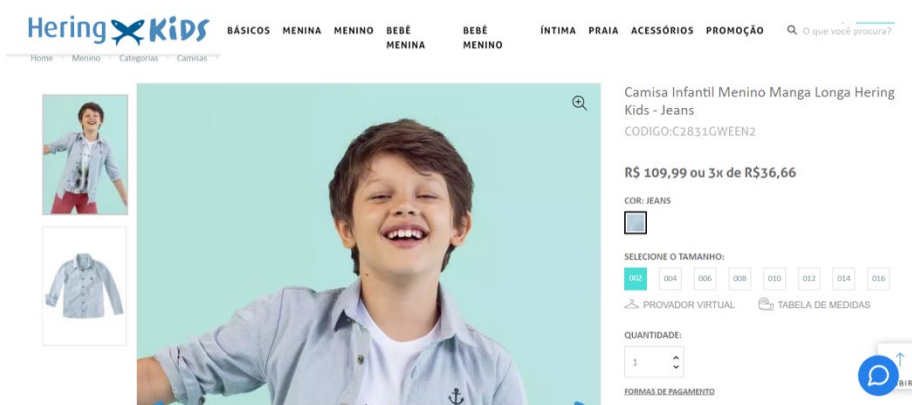 Hering Kids
BÁSICOS MENINA MENINO BEBÊ MENINA BEBÊ MENINO ÍNTIMA PRAIA ACESSÓRIOS PROMOÇÃO
O que você procura?
Home Menino Categorias Camisas
Camisa Infantil Menino Manga Longa Hering
Kids - Jeans
CODIGO:C2831GWEEN2
R$ 109,99 ou 3x de R$36,66
COR: JEANS
SELECIONE O TAMANHO:
002 004 006 008 010 012 014 016
PROVADOR VIRTUAL TABELA DE MEDIDAS
QUANTIDADE:
1
FORMAS DE PAGAMENTO